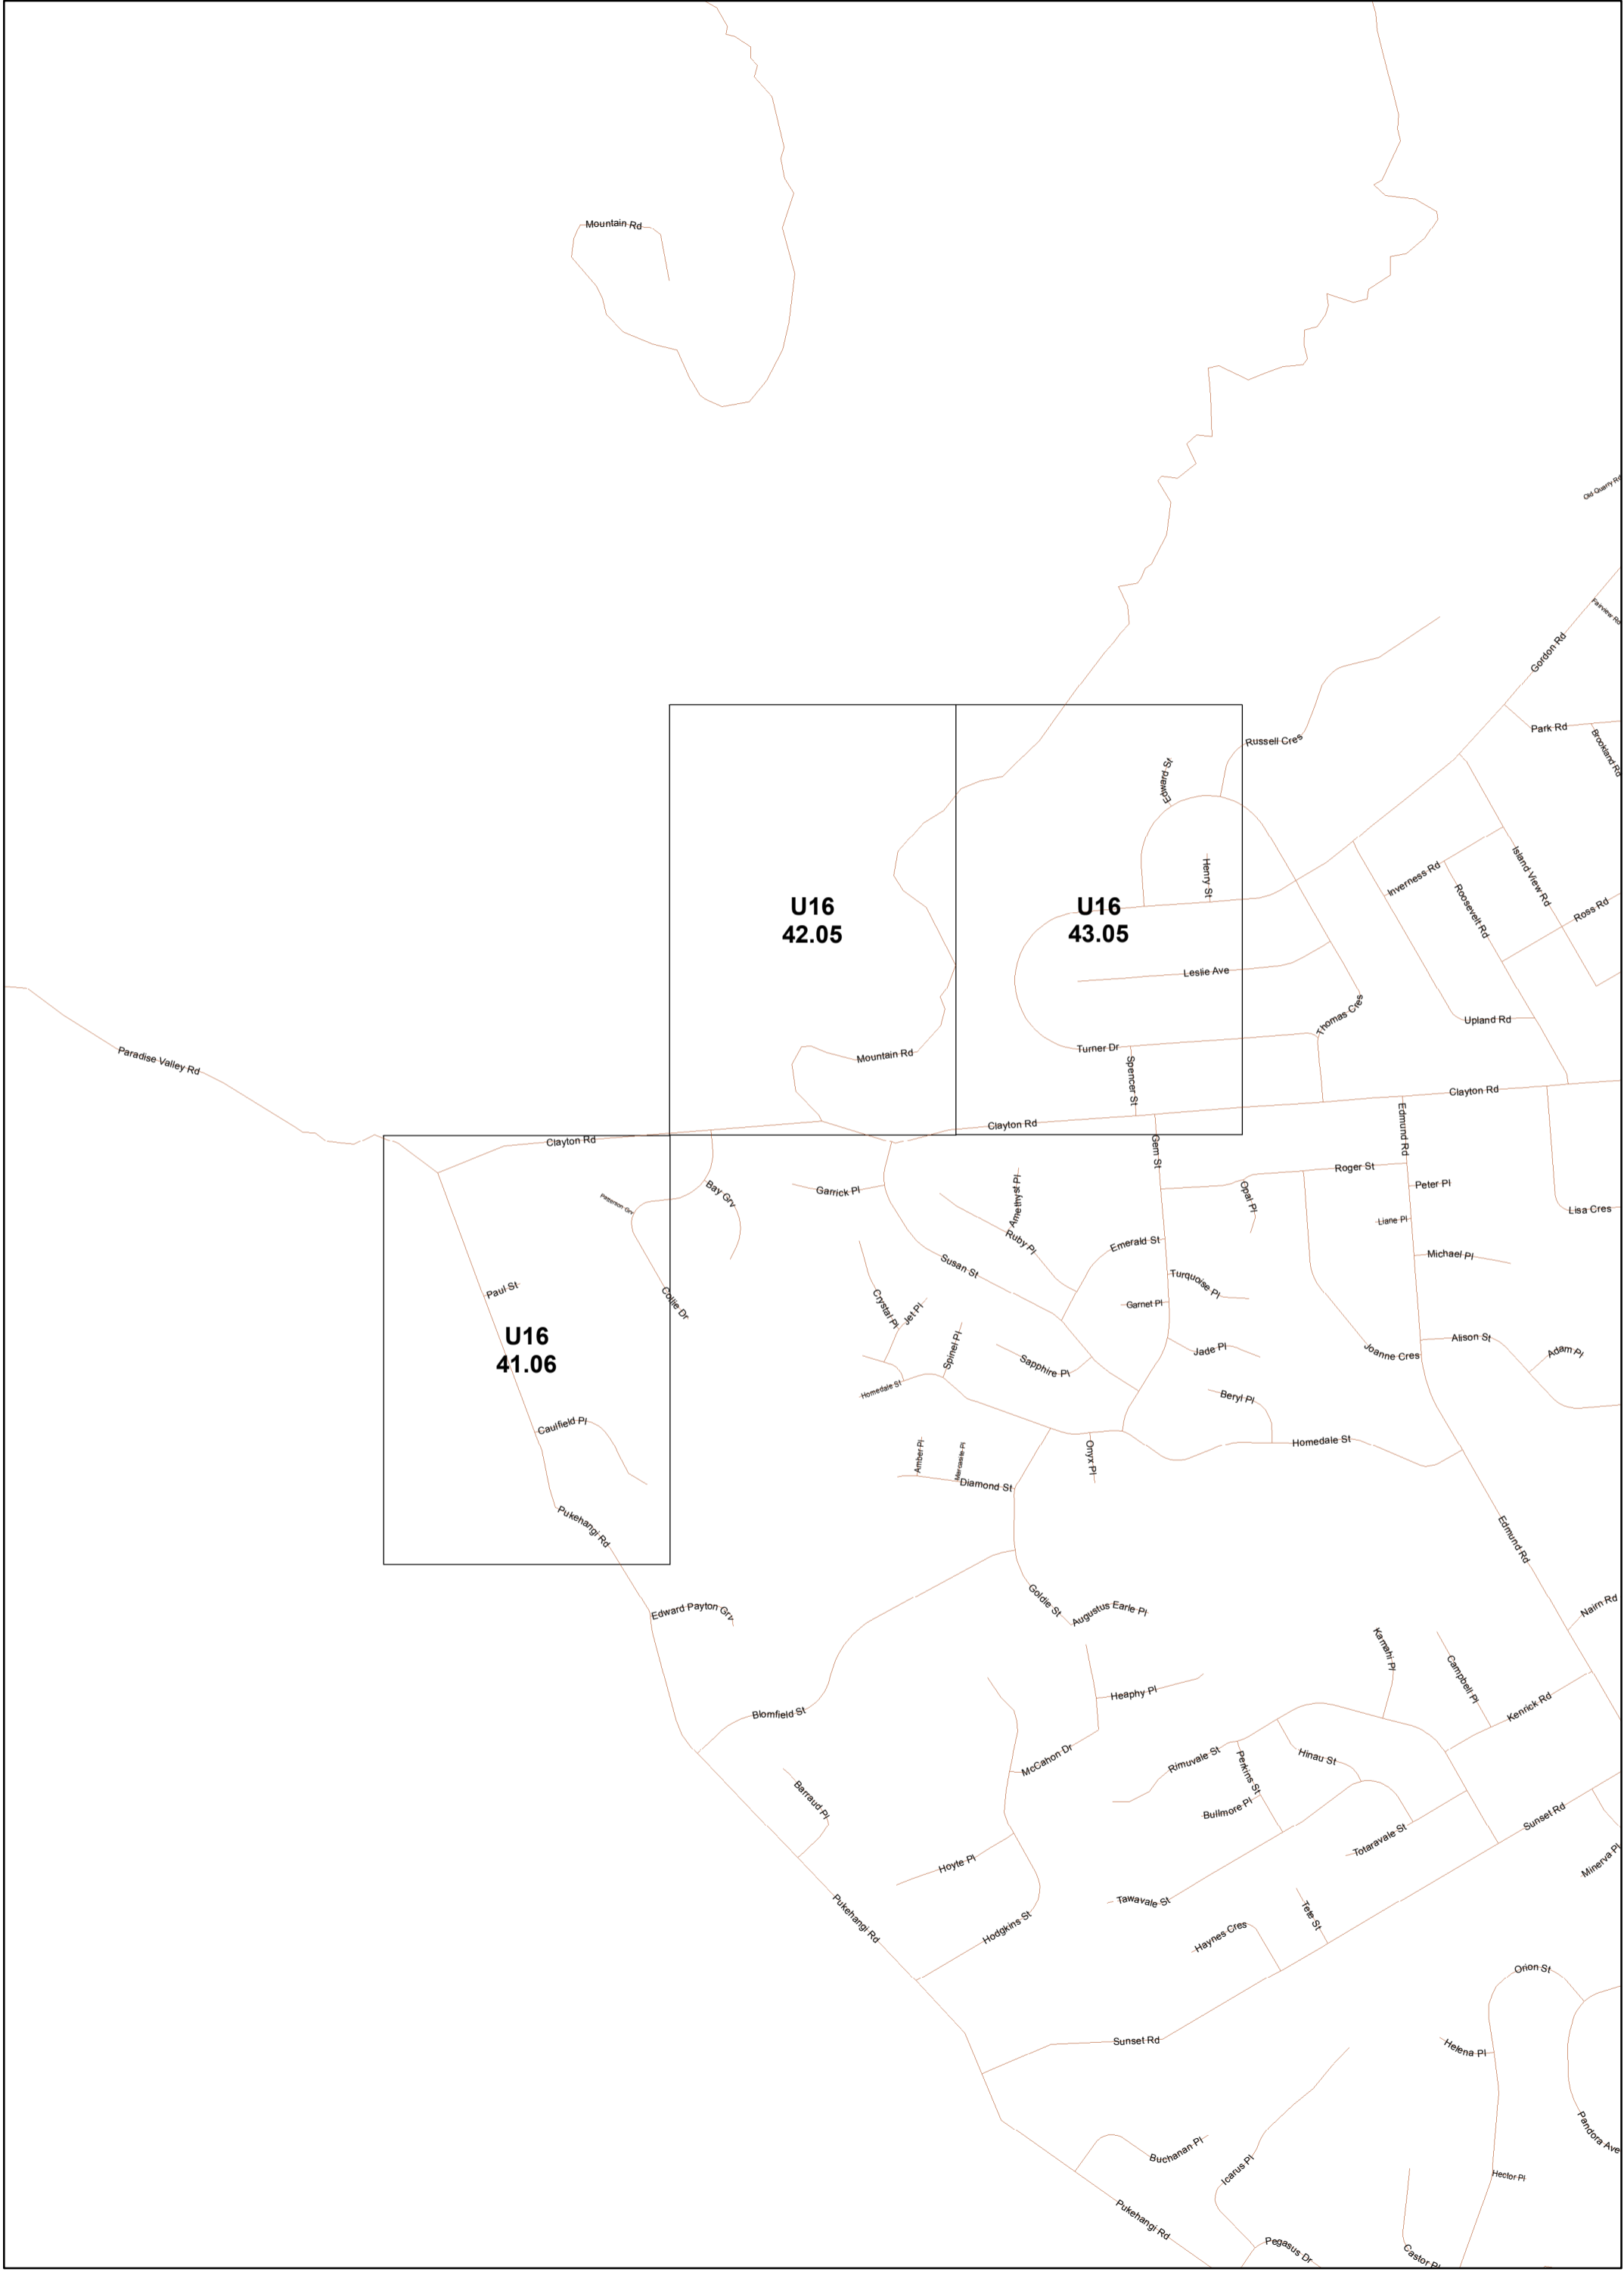 Mountain Rd
Old Quarry Rd
Fairview Rd
Gordon Rd
Park Rd
Brookland Rd
Russell Cres
Edward St
Henry St
Inverness Rd
Island View Rd
Roosevelt Rd
Ross Rd
U16
42.05
U16
43.05
Leslie Ave
Thomas Cres
Upland Rd
Turner Dr
Mountain Rd
Paradise Valley Rd
Spencer St
Clayton Rd
Edmund Rd
Clayton Rd
Clayton Rd
Gem St
Roger St
Peter Pl
Patterson Grv
Bay Grv
Garrick Pl
Amethyst Pl
Opal Pl
Lisa Cres
Liane Pl
Ruby Pl
Emerald St
Michael Pl
Susan St
Turquoise Pl
Paul St
Collie Dr
Crystal Pl
Jet Pl
Garnet Pl
U16
41.06
Spinel Pl
Sapphire Pl
Jade Pl
Joanne Cres
Alison St
Adam Pl
Homedale St
Beryl Pl
Caulfield Pl
Amber Pl
Diamond St
Onyx Pl
Homedale St
Pukehangi Rd
Edmund Rd
Goldie St
Augustus Earle Pl
Edward Payton Grv
Nairn Rd
Kamahi Pl
Campbell Pl
Heaphy Pl
Kenrick Rd
Blomfield St
McCahon Dr
Rimuvale St
Perkins St
Hinau St
Barraud Pl
Bullmore Pl
Sunset Rd
Totaravale St
Minerva Pl
Hoyte Pl
Tawavale St
Pukehangi Rd
Hodgkins St
Haynes Cres
Tete St
Orion St
Sunset Rd
Helena Pl
Pandora Ave
Buchanan Pl
Icarus Pl
Hector Pl
Pukehangi Rd
Pegasus Dr
Castor Pl